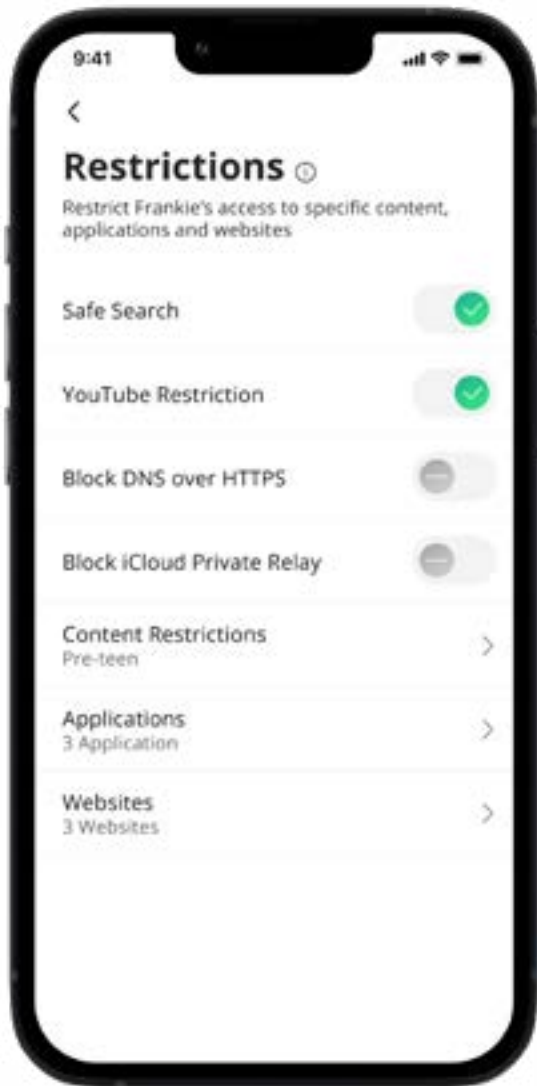 9:41
Restrictions
Restrict Frankie's access to specific content,
applications and websites
Safe Search
YouTube Restriction
Block DNS over HTTPS
Block iCloud Private Relay
Content Restrictions
Pre-teen
Applications
3 Application
Websites
3 Websites